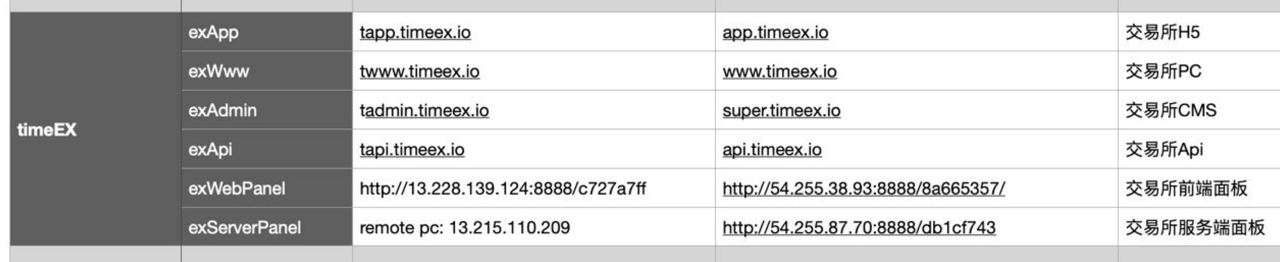 timeEX
exApp tapp.timeex.io app.timeex.io 交易所H5
exWww twww.timeex.io www.timeex.io 交易所PC
exAdmin tadmin.timeex.io super.timeex.io 交易所CMS
exApi tapi.timeex.io api.timeex.io 交易所Api
exWebPanel http://13.228.139.124:8888/c727a7ff http://54.255.38.93:8888/8a665357/ 交易所前端面板
exServerPanel remote pc: 13.215.110.209 http://54.255.87.70:8888/db1cf743 交易所服务端面板